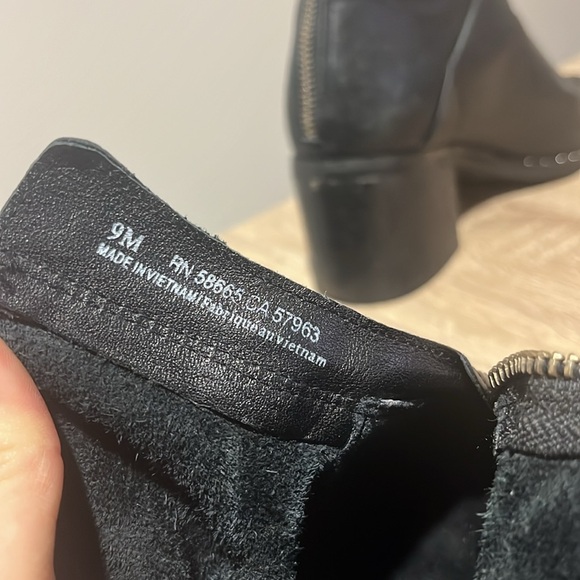 9M RN 58665 CA 57963
MADE IN VIETNAM / Fabriqué au Vietnam